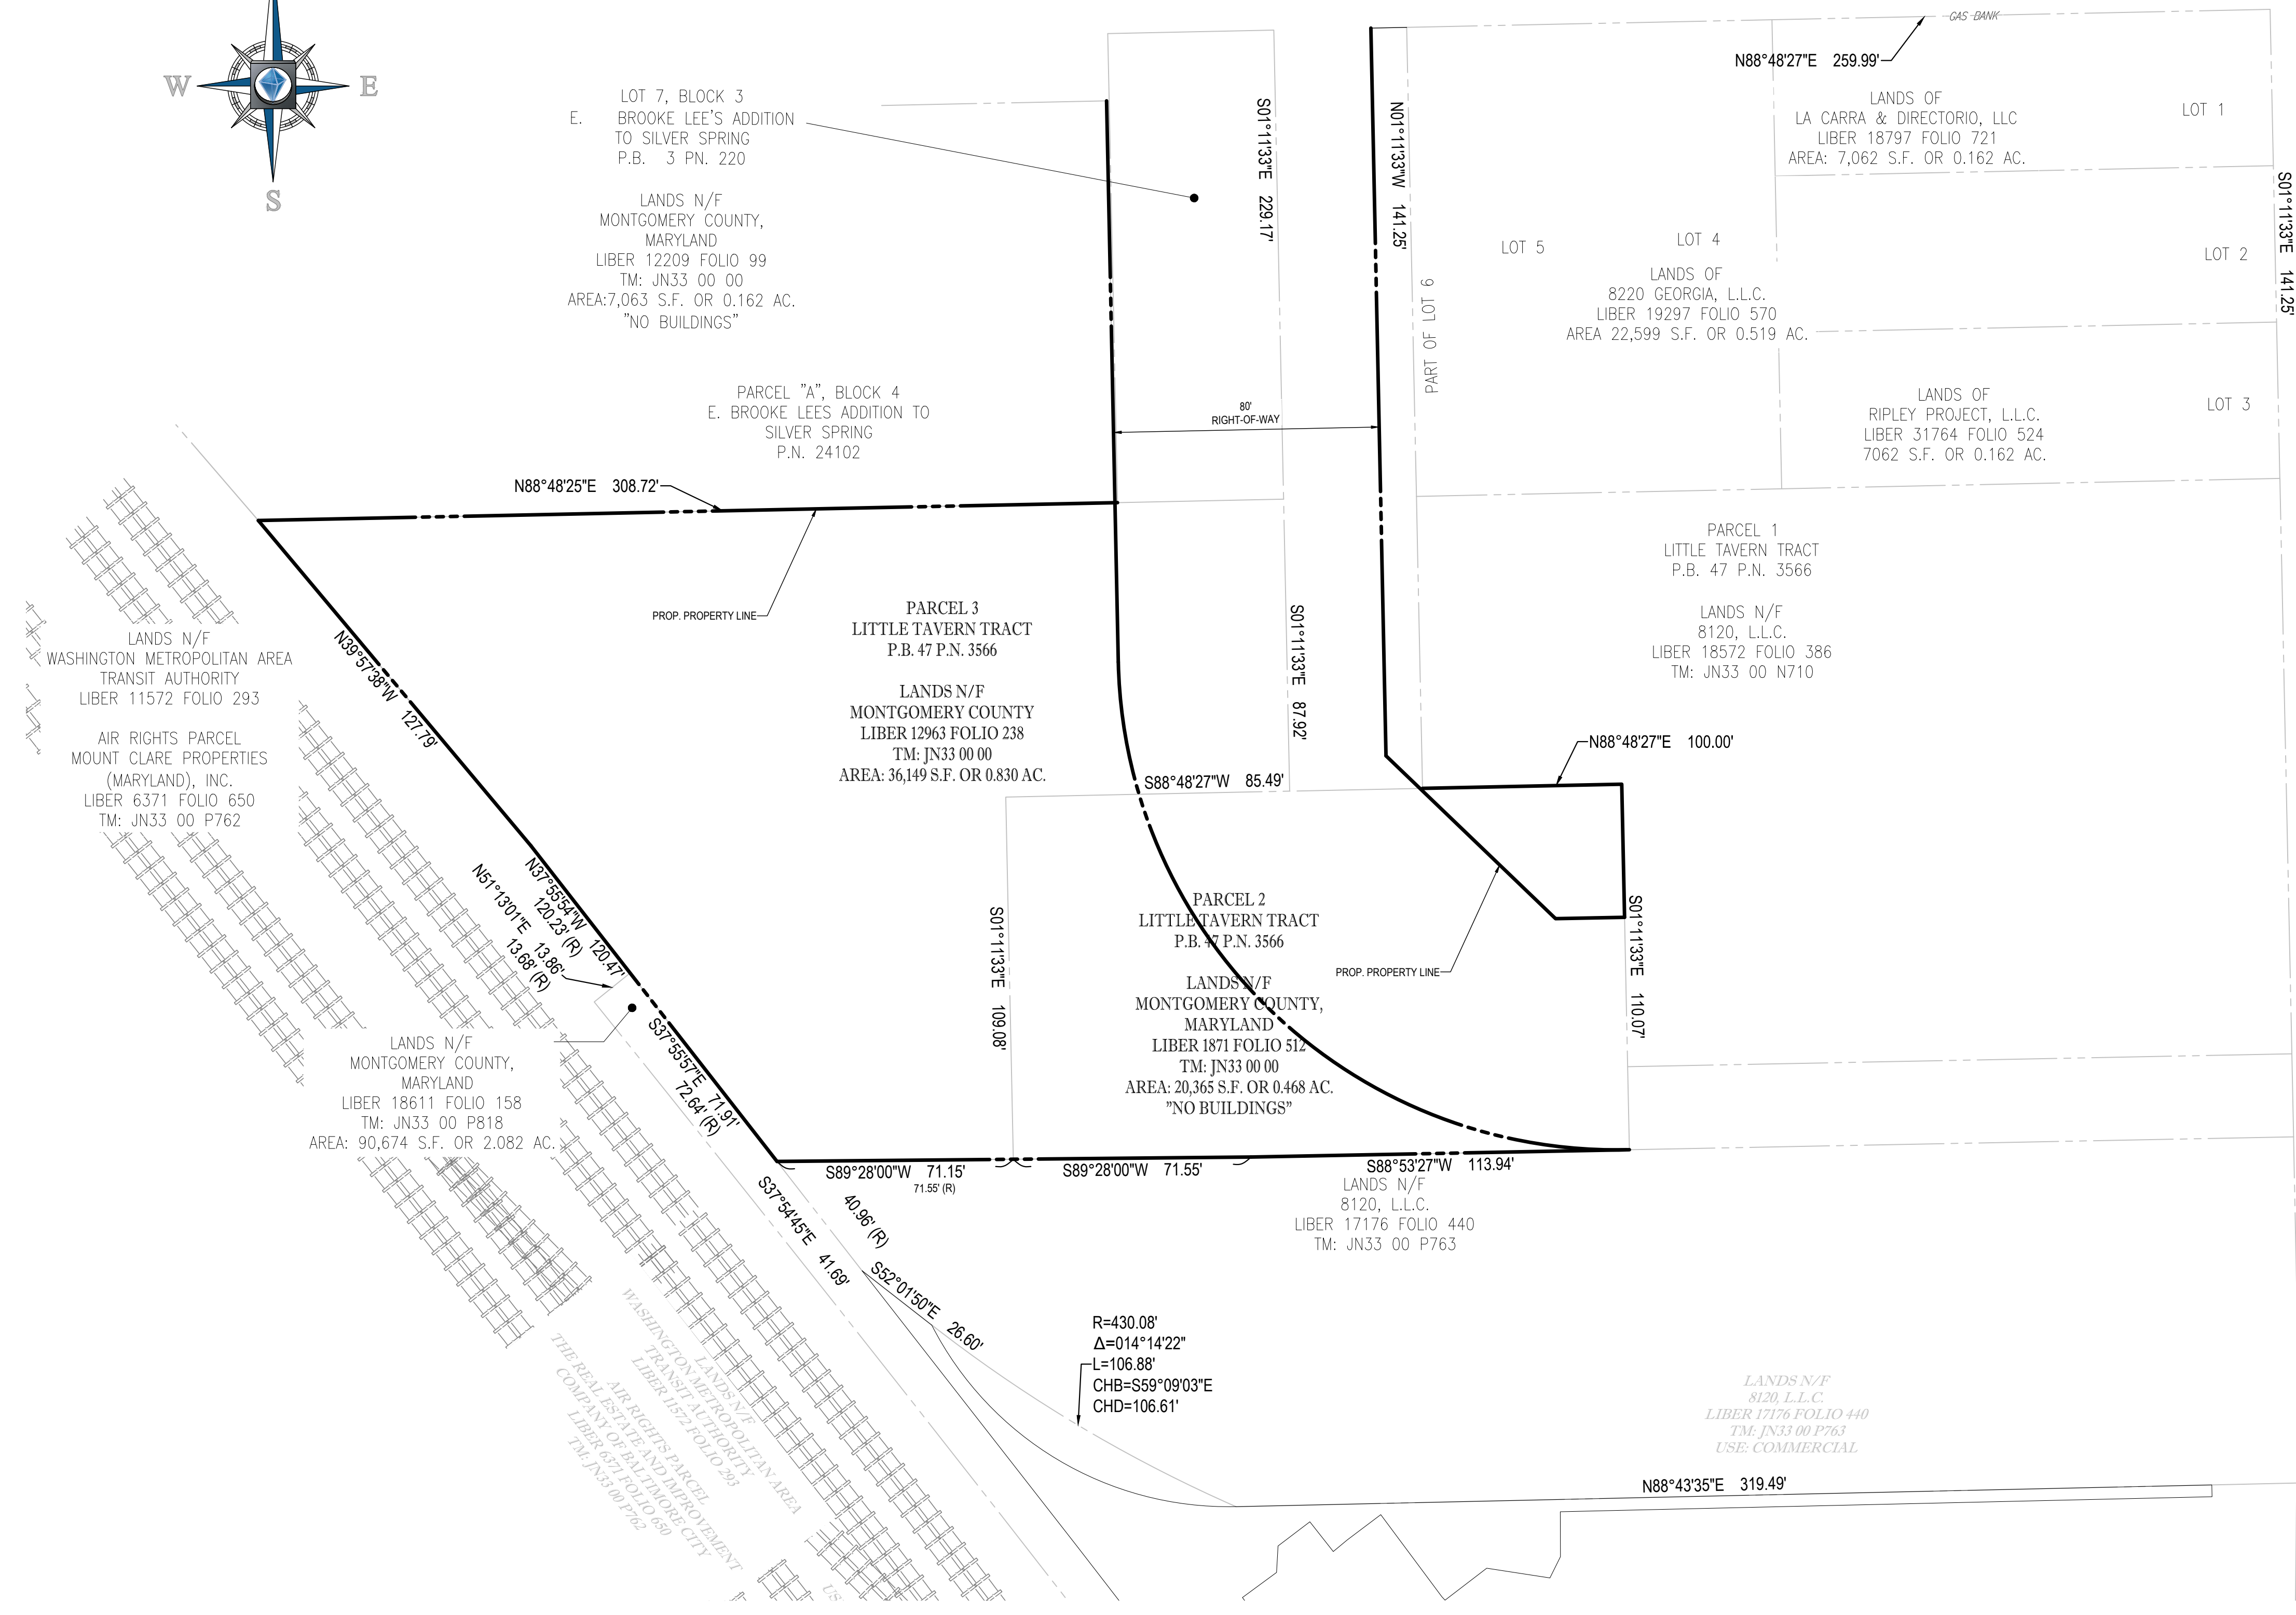 W
E
S
LOT 7, BLOCK 3
E. BROOKE LEE'S ADDITION
TO SILVER SPRING
P.B. 3 PN. 220
LANDS N/F
MONTGOMERY COUNTY,
MARYLAND
LIBER 12209 FOLIO 99
TM: JN33 00 00
AREA:7,063 S.F. OR 0.162 AC.
"NO BUILDINGS"
PARCEL "A", BLOCK 4
E. BROOKE LEES ADDITION TO
SILVER SPRING
P.N. 24102
S01°11'33"E 229.17'
N01°11'33"W 141.25'
80'
RIGHT-OF-WAY
PART OF LOT 6
GAS BANK
N88°48'27"E 259.99'
LANDS OF
LA CARRA & DIRECTORIO, LLC
LIBER 18797 FOLIO 721
AREA: 7,062 S.F. OR 0.162 AC.
LOT 1
S01°11'33"E 141.25'
LOT 5
LOT 4
LANDS OF
8220 GEORGIA, L.L.C.
LIBER 19297 FOLIO 570
AREA 22,599 S.F. OR 0.519 AC.
LOT 2
LANDS OF
RIPLEY PROJECT, L.L.C.
LIBER 31764 FOLIO 524
7062 S.F. OR 0.162 AC.
LOT 3
N88°48'25"E 308.72'
PROP. PROPERTY LINE
PARCEL 3
LITTLE TAVERN TRACT
P.B. 47 P.N. 3566
LANDS N/F
MONTGOMERY COUNTY
LIBER 12963 FOLIO 238
TM: JN33 00 00
AREA: 36,149 S.F. OR 0.830 AC.
S01°11'33"E 87.92'
S88°48'27"W 85.49'
PARCEL 1
LITTLE TAVERN TRACT
P.B. 47 P.N. 3566
LANDS N/F
8120, L.L.C.
LIBER 18572 FOLIO 386
TM: JN33 00 N710
N88°48'27"E 100.00'
LANDS N/F
WASHINGTON METROPOLITAN AREA
TRANSIT AUTHORITY
LIBER 11572 FOLIO 293
AIR RIGHTS PARCEL
MOUNT CLARE PROPERTIES
(MARYLAND), INC.
LIBER 6371 FOLIO 650
TM: JN33 00 P762
N39°57'38"W 127.79'
N37°55'54"W 120.47'
120.23' (R)
N51°13'01"E 13.86'
13.68' (R)
S01°11'33"E 109.08'
PARCEL 2
LITTLE TAVERN TRACT
P.B. 47 P.N. 3566
LANDS N/F
MONTGOMERY COUNTY,
MARYLAND
LIBER 1871 FOLIO 512
TM: JN33 00 00
AREA: 20,365 S.F. OR 0.468 AC.
"NO BUILDINGS"
PROP. PROPERTY LINE
S01°11'33"E 110.07'
LANDS N/F
MONTGOMERY COUNTY,
MARYLAND
LIBER 18611 FOLIO 158
TM: JN33 00 P818
AREA: 90,674 S.F. OR 2.082 AC.
S37°55'57"E 71.91'
72.64' (R)
S89°28'00"W 71.15'
71.55' (R)
S89°28'00"W 71.55'
S88°53'27"W 113.94'
LANDS N/F
8120, L.L.C.
LIBER 17176 FOLIO 440
TM: JN33 00 P763
S37°54'45"E 41.69'
40.96' (R)
S52°01'50"E 26.60'
R=430.08'
Δ=014°14'22"
L=106.88'
CHB=S59°09'03"E
CHD=106.61'
LANDS N/F
WASHINGTON METROPOLITAN AREA
TRANSIT AUTHORITY
LIBER 11572 FOLIO 293
AIR RIGHTS PARCEL
THE REAL ESTATE AND IMPROVEMENT
COMPANY OF BALTIMORE CITY
LIBER 6371 FOLIO 650
TM: JN33 00 P762
LANDS N/F
8120, L.L.C.
LIBER 17176 FOLIO 440
TM: JN33 00 P763
USE: COMMERCIAL
N88°43'35"E 319.49'